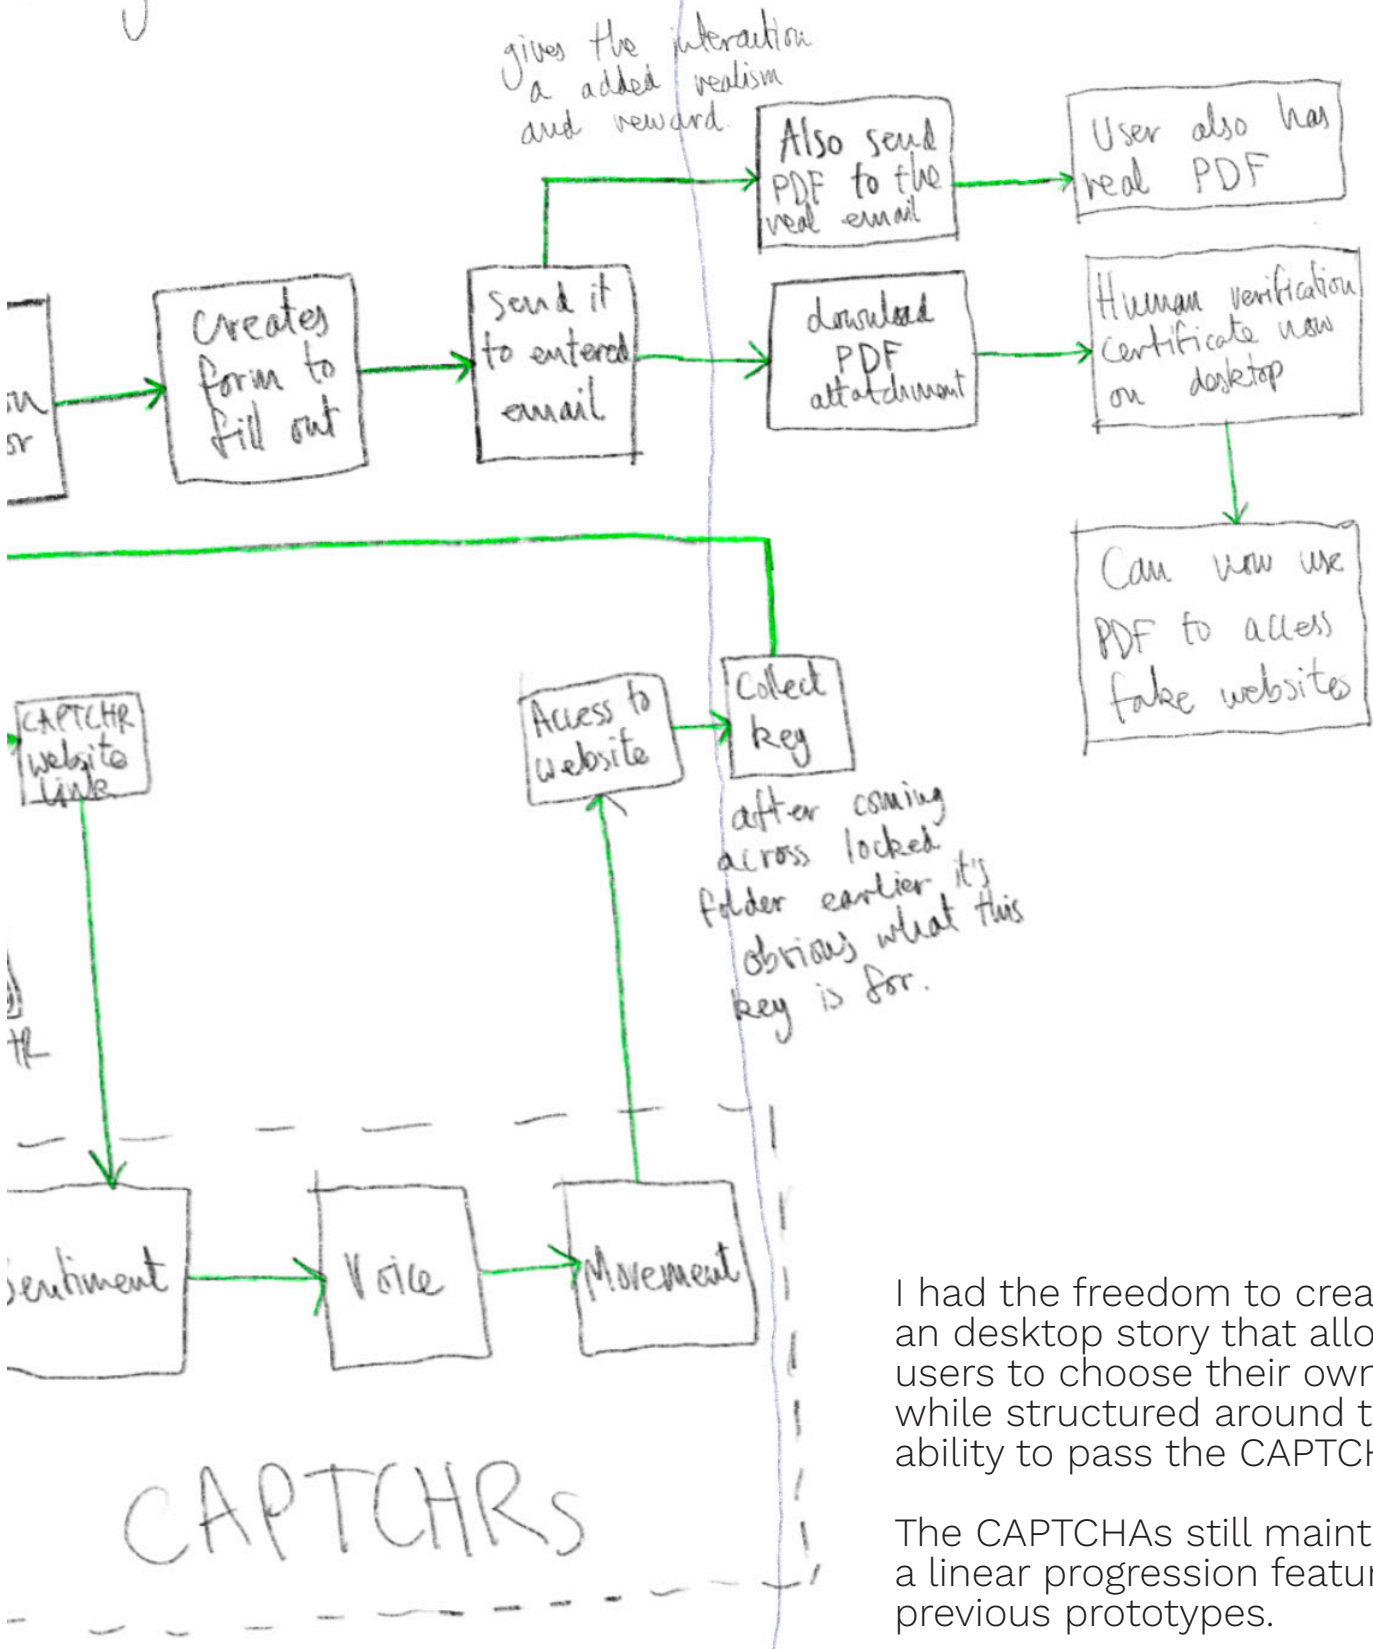 gives the interaction
a added realism
and reward.
Also send
PDF to the
real email
User also has
real PDF
Creates
form to
fill out
send it
to entered
email
download
PDF
attatchment
Human verification
certificate now
on desktop
Can now use
PDF to access
fake websites
CAPTCHR
website
link
Access to
website
Collect
key
after coming
across locked
folder earlier it's
obvious what this
key is for.
Sentiment
Voice
Movement
CAPTCHRs
I had the freedom to crea
an desktop story that allo
users to choose their own
while structured around t
ability to pass the CAPTCH
The CAPTCHAs still maint
a linear progression featur
previous prototypes.